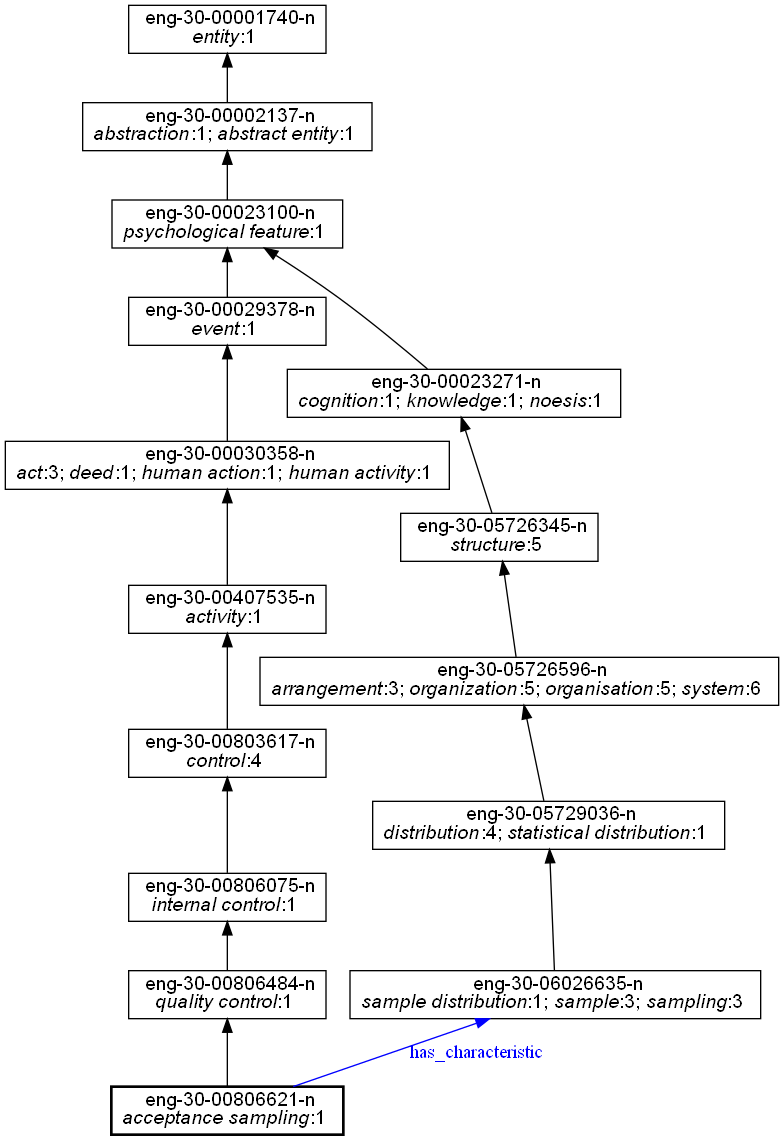 eng-30-00001740-n
entity:1
eng-30-00002137-n
abstraction:1; abstract entity:1
eng-30-00023100-n
psychological feature:1
eng-30-00029378-n
event:1
eng-30-00023271-n
cognition:1; knowledge:1; noesis:1
eng-30-00030358-n
act:3; deed:1; human action:1; human activity:1
eng-30-05726345-n
structure:5
eng-30-00407535-n
activity:1
eng-30-05726596-n
arrangement:3; organization:5; organisation:5; system:6
eng-30-00803617-n
control:4
eng-30-05729036-n
distribution:4; statistical distribution:1
eng-30-00806075-n
internal control:1
eng-30-00806484-n
quality control:1
eng-30-06026635-n
sample distribution:1; sample:3; sampling:3
has_characteristic
eng-30-00806621-n
acceptance sampling:1